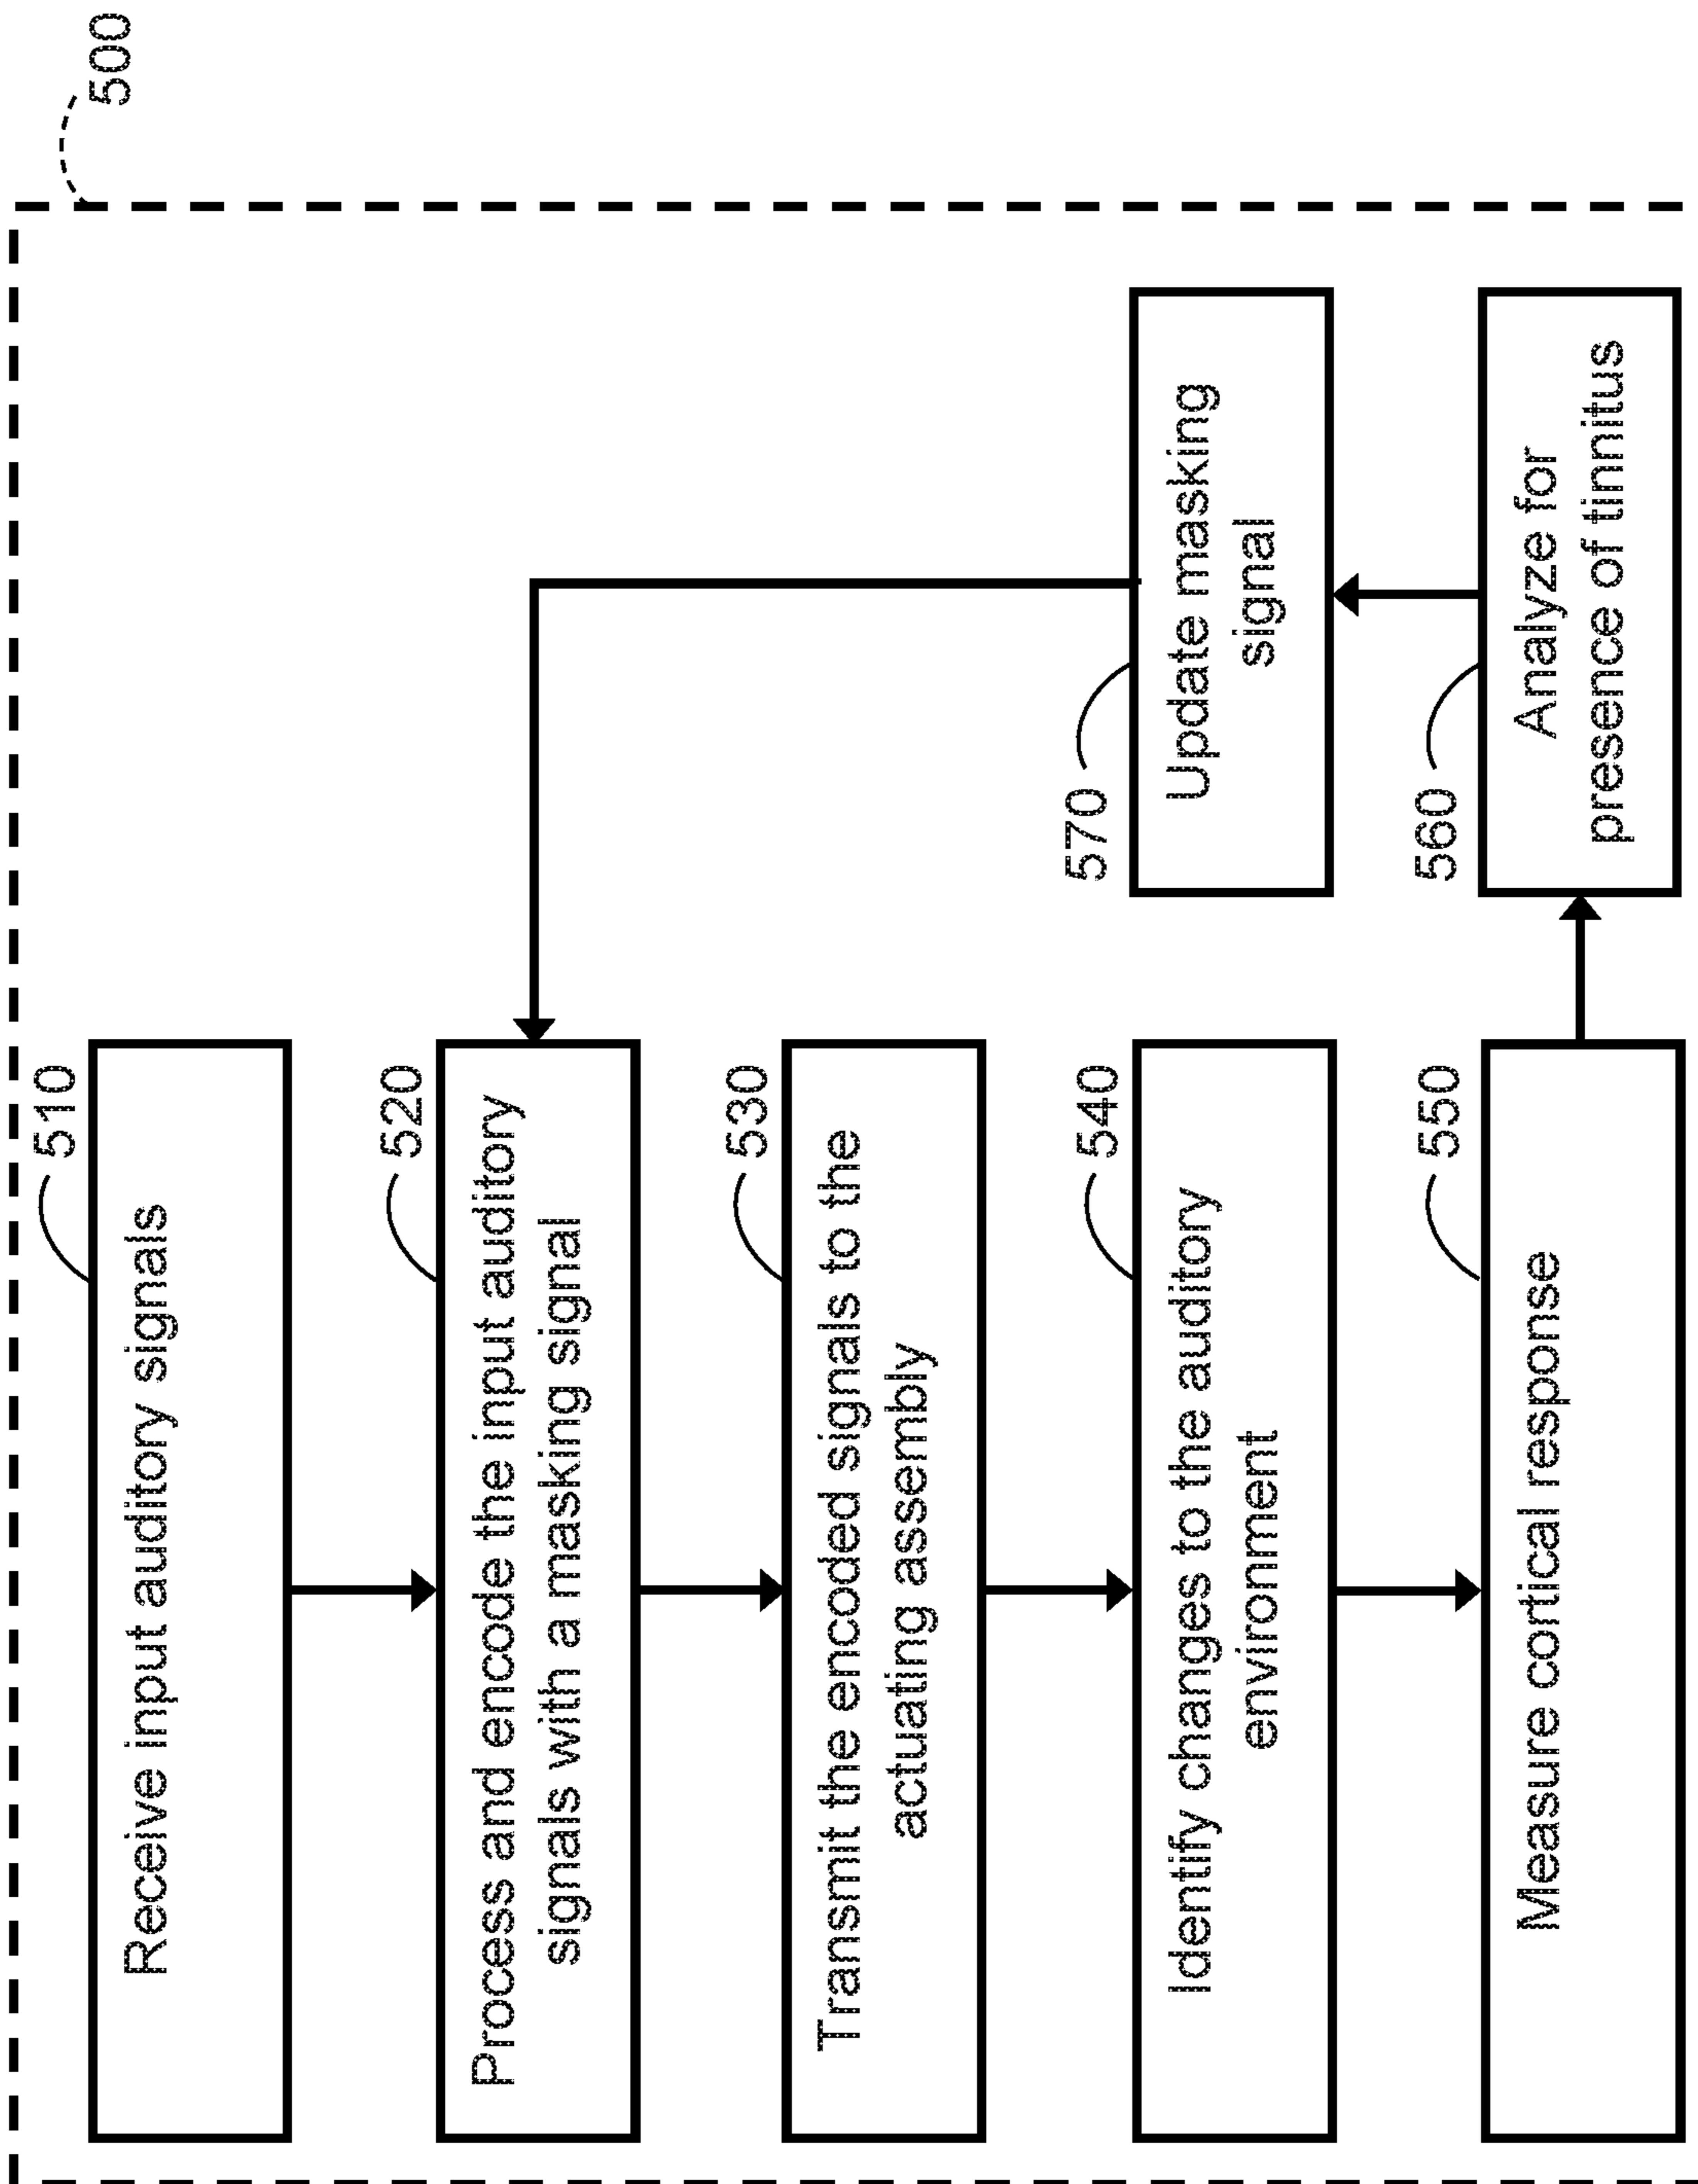 500
510
Receive input auditory signals
520
Process and encode the input auditory
signals with a masking signal
530
Transmit the encoded signals to the
actuating assembly
540
Identify changes to the auditory
environment
550
Measure cortical response
560
Analyze for
presence of tinnitus
570
Update masking
signal